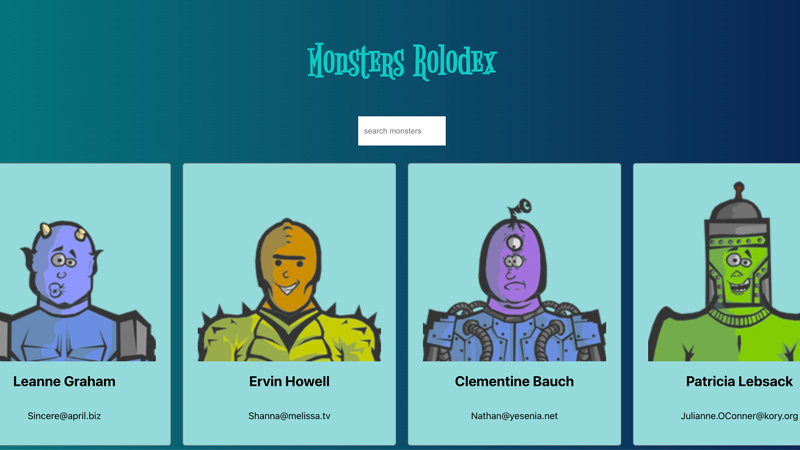 Monsters Rolodex
search monsters
Leanne Graham
Ervin Howell
Clementine Bauch
Patricia Lebsack
Sincere@april.biz
Shanna@melissa.tv
Nathan@yesenia.net
Julianne.OConner@kory.org